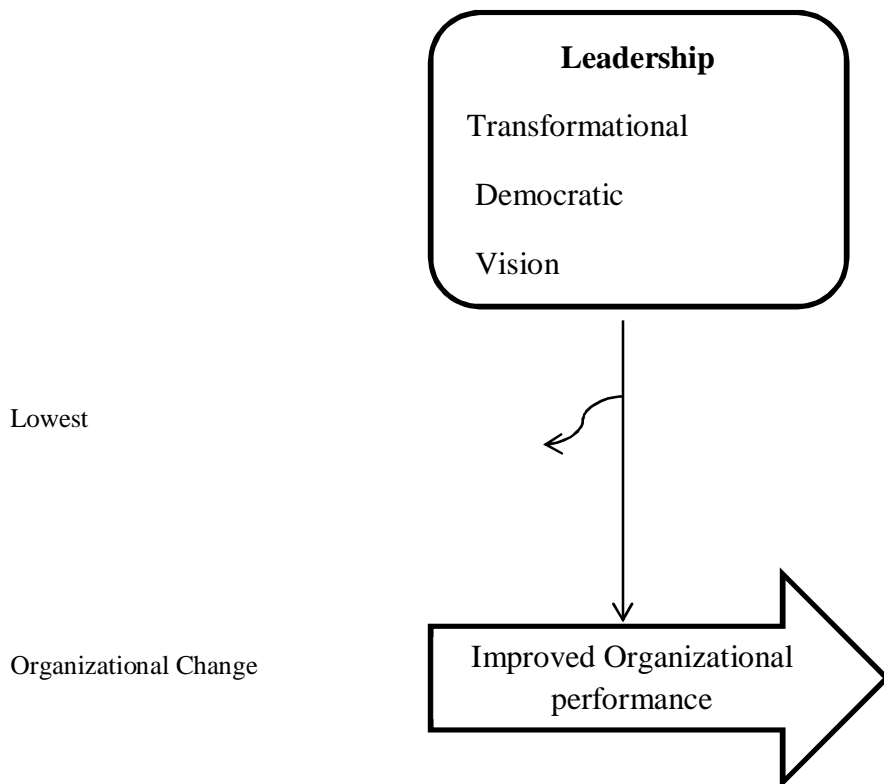 Leadership
Transformational
Democratic
Vision
Lowest
Organizational Change
Improved Organizational
performance